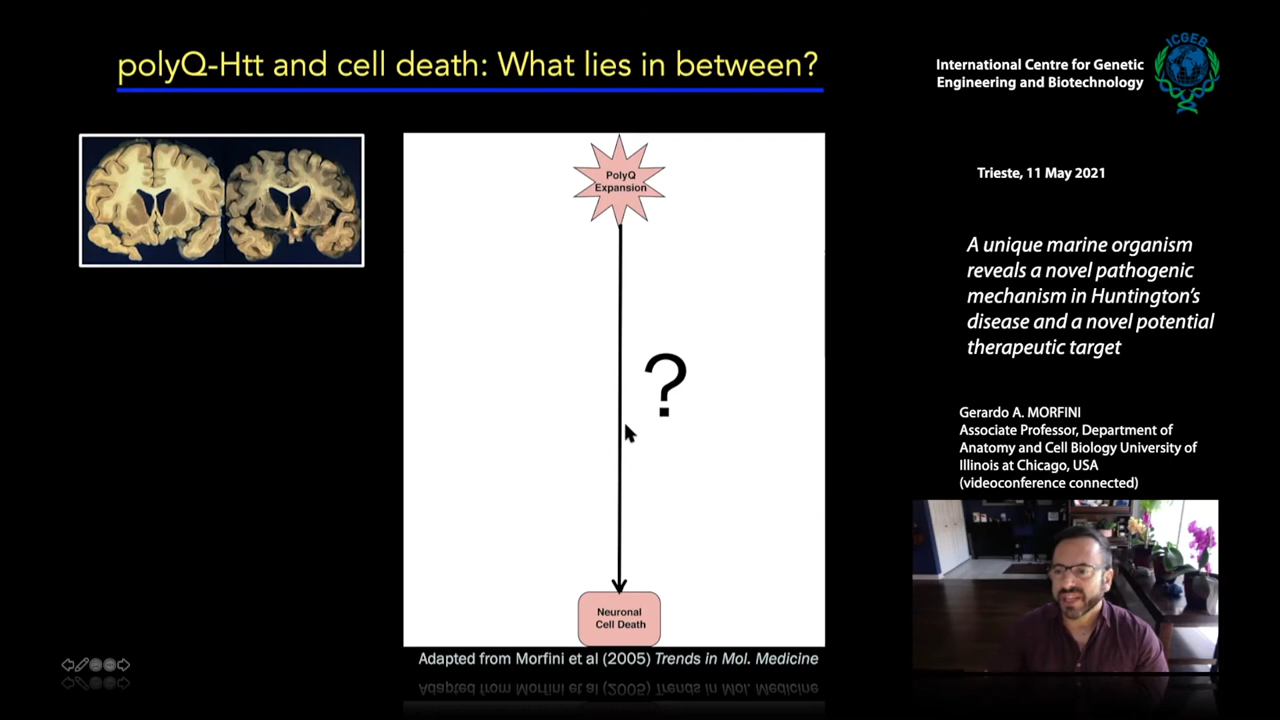 polyQ-Htt and cell death: What lies in between?
PolyQ
Expansion
?
Neuronal
Cell Death
Adapted from Morfini et al (2005) Trends in Mol. Medicine
ICGEB
International Centre for Genetic
Engineering and Biotechnology
Trieste, 11 May 2021
A unique marine organism
reveals a novel pathogenic
mechanism in Huntington’s
disease and a novel potential
therapeutic target
Gerardo A. MORFINI
Associate Professor, Department of
Anatomy and Cell Biology University of
Illinois at Chicago, USA
(videoconference connected)